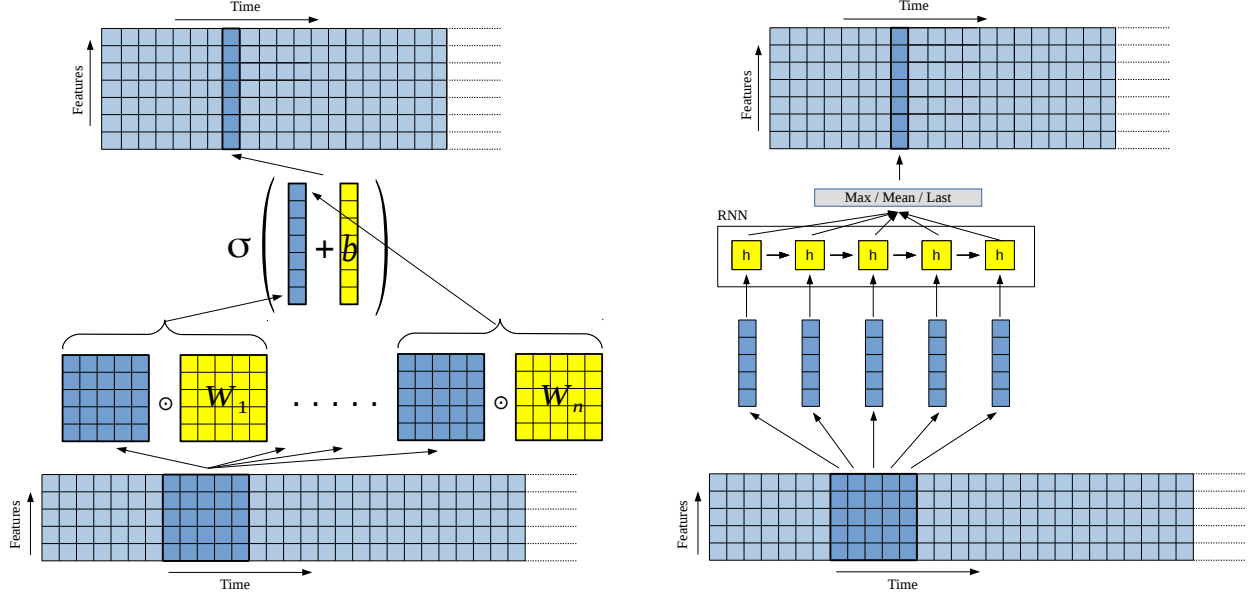 Time
Features
σ ( + b )
W1
⊙
. . . . .
Wn
⊙
Features
Time
Time
Features
Max / Mean / Last
RNN
h h h h h
Features
Time